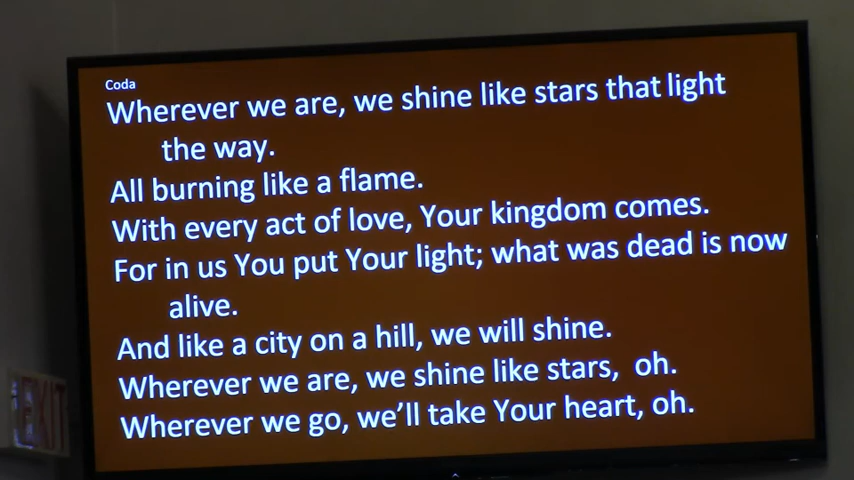 Coda
Wherever we are, we shine like stars that light
the way.
All burning like a flame.
With every act of love, Your kingdom comes.
For in us You put Your light; what was dead is now
alive.
And like a city on a hill, we will shine.
Wherever we are, we shine like stars,  oh.
Wherever we go, we'll take Your heart, oh.
EXIT